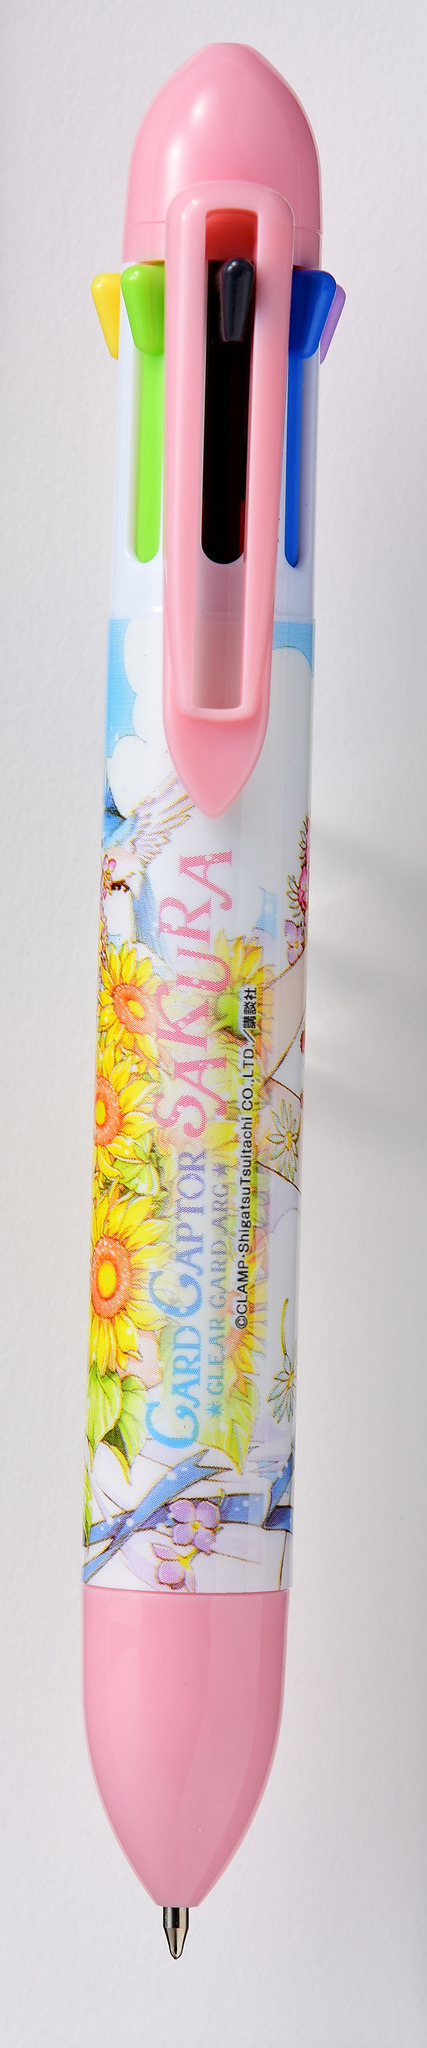 CARD CAPTOR SAKURA
★CLEAR CARD ARC★
©CLAMP・ShigatsuTsuitachi CO.,LTD.／講談社